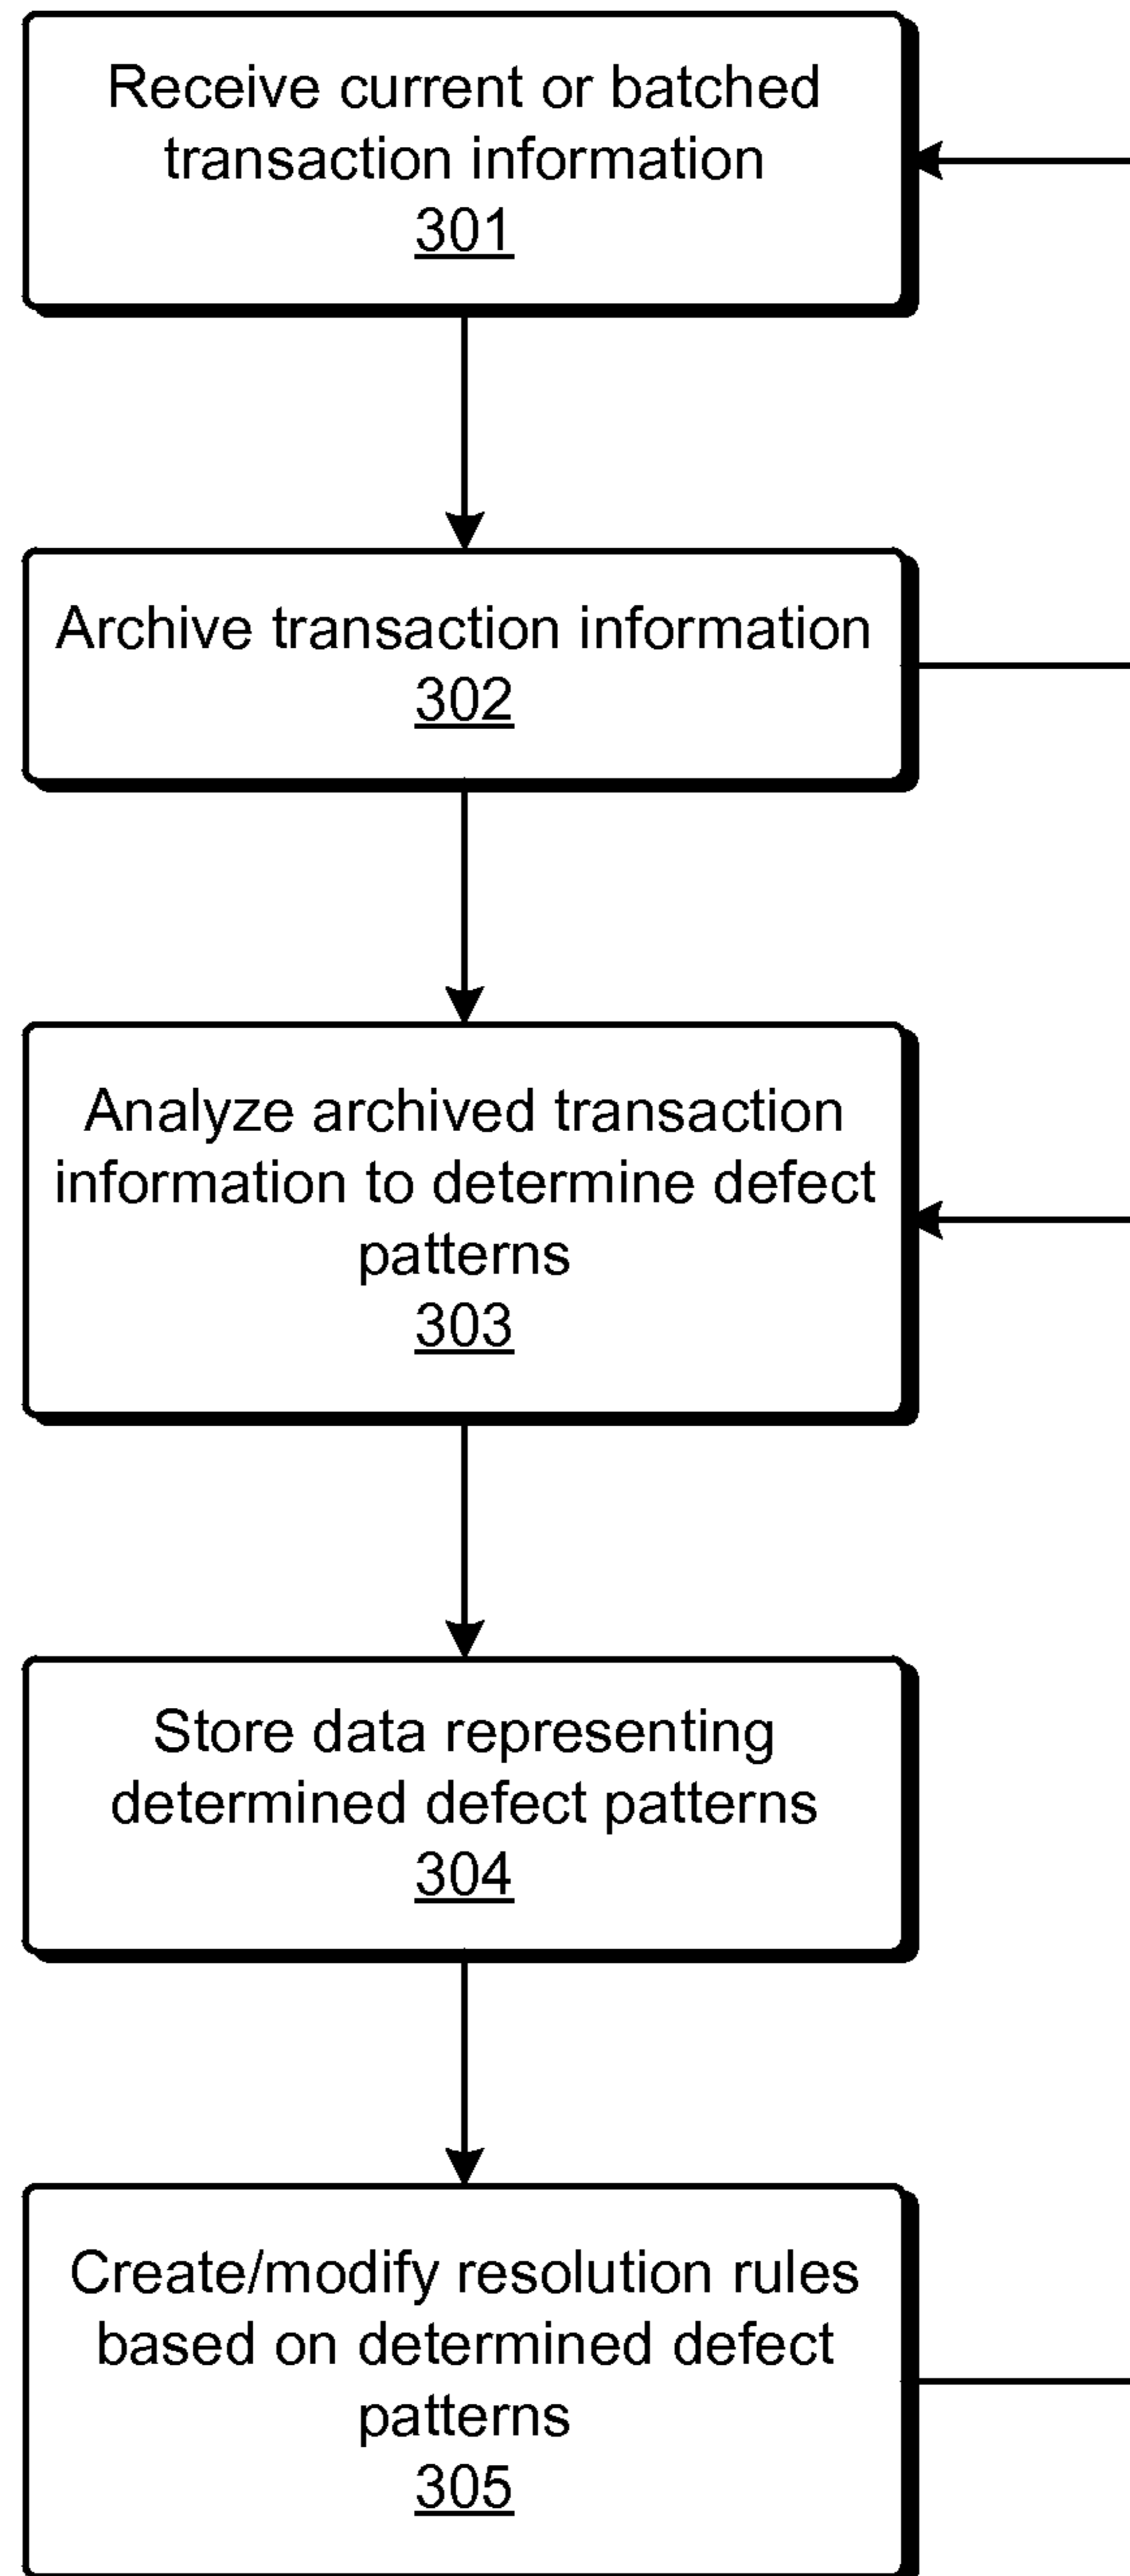 Receive current or batched
transaction information
301
Archive transaction information
302
Analyze archived transaction
information to determine defect
patterns
303
Store data representing
determined defect patterns
304
Create/modify resolution rules
based on determined defect
patterns
305